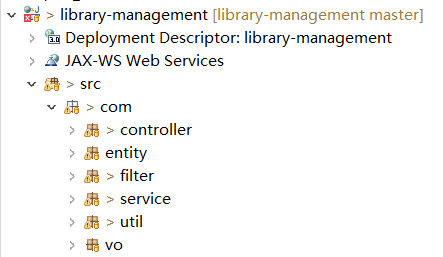 > library-management [library-management master]
Deployment Descriptor: library-management
JAX-WS Web Services
> src
> com
> controller
entity
> filter
> service
> util
vo